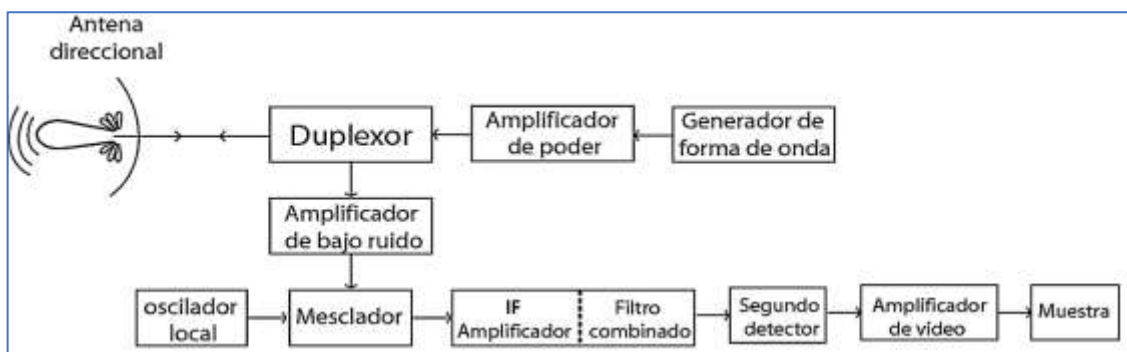 Antena
direccional
Duplexor
Amplificador
de poder
Generador de
forma de onda
Amplificador
de bajo ruido
oscilador
local
Mesclador
IF
Amplificador
Filtro
combinado
Segundo
detector
Amplificador
de vídeo
Muestra